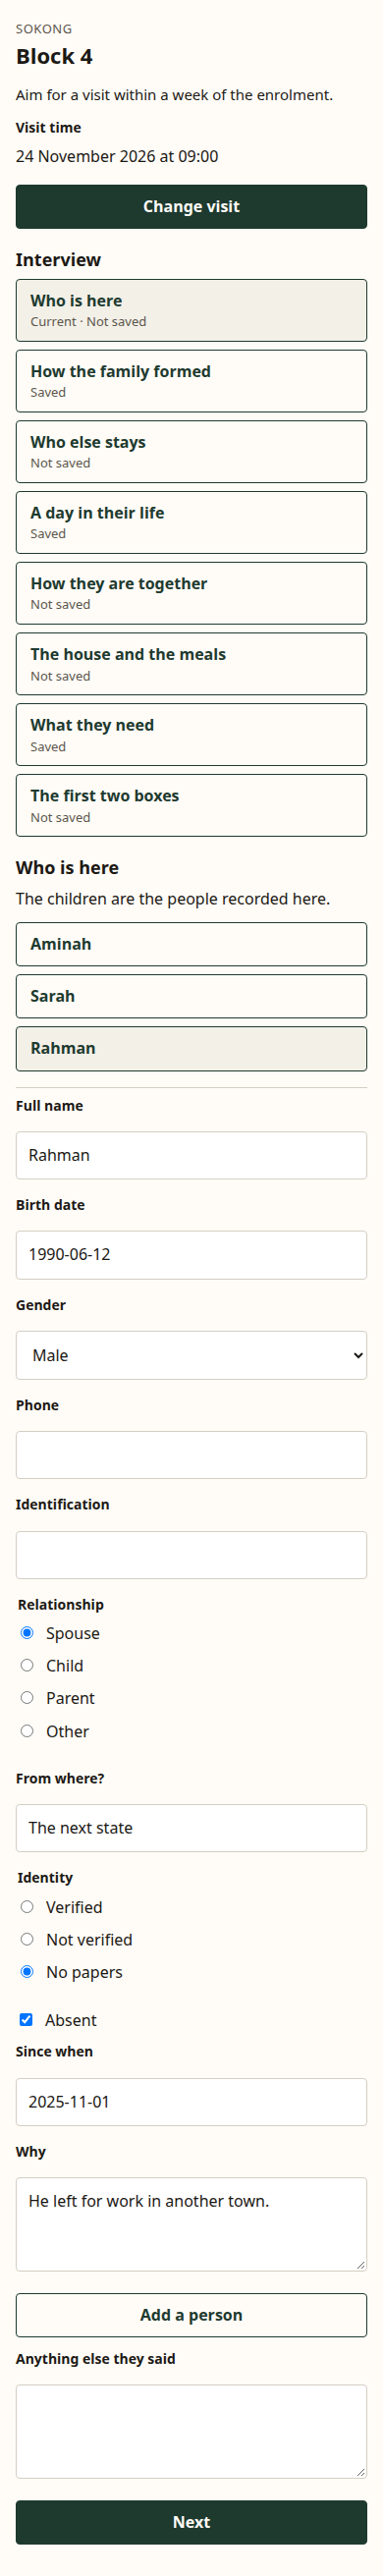 SOKONG
Block 4
Aim for a visit within a week of the enrolment.
Visit time
24 November 2026 at 09:00
Change visit
Interview
Who is here
Current · Not saved
How the family formed
Saved
Who else stays
Not saved
A day in their life
Saved
How they are together
Not saved
The house and the meals
Not saved
What they need
Saved
The first two boxes
Not saved
Who is here
The children are the people recorded here.
Aminah
Sarah
Rahman
Full name
Rahman
Birth date
1990-06-12
Gender
Male
Phone
Identification
Relationship
Spouse
Child
Parent
Other
From where?
The next state
Identity
Verified
Not verified
No papers
Absent
Since when
2025-11-01
Why
He left for work in another town.
Add a person
Anything else they said
Next